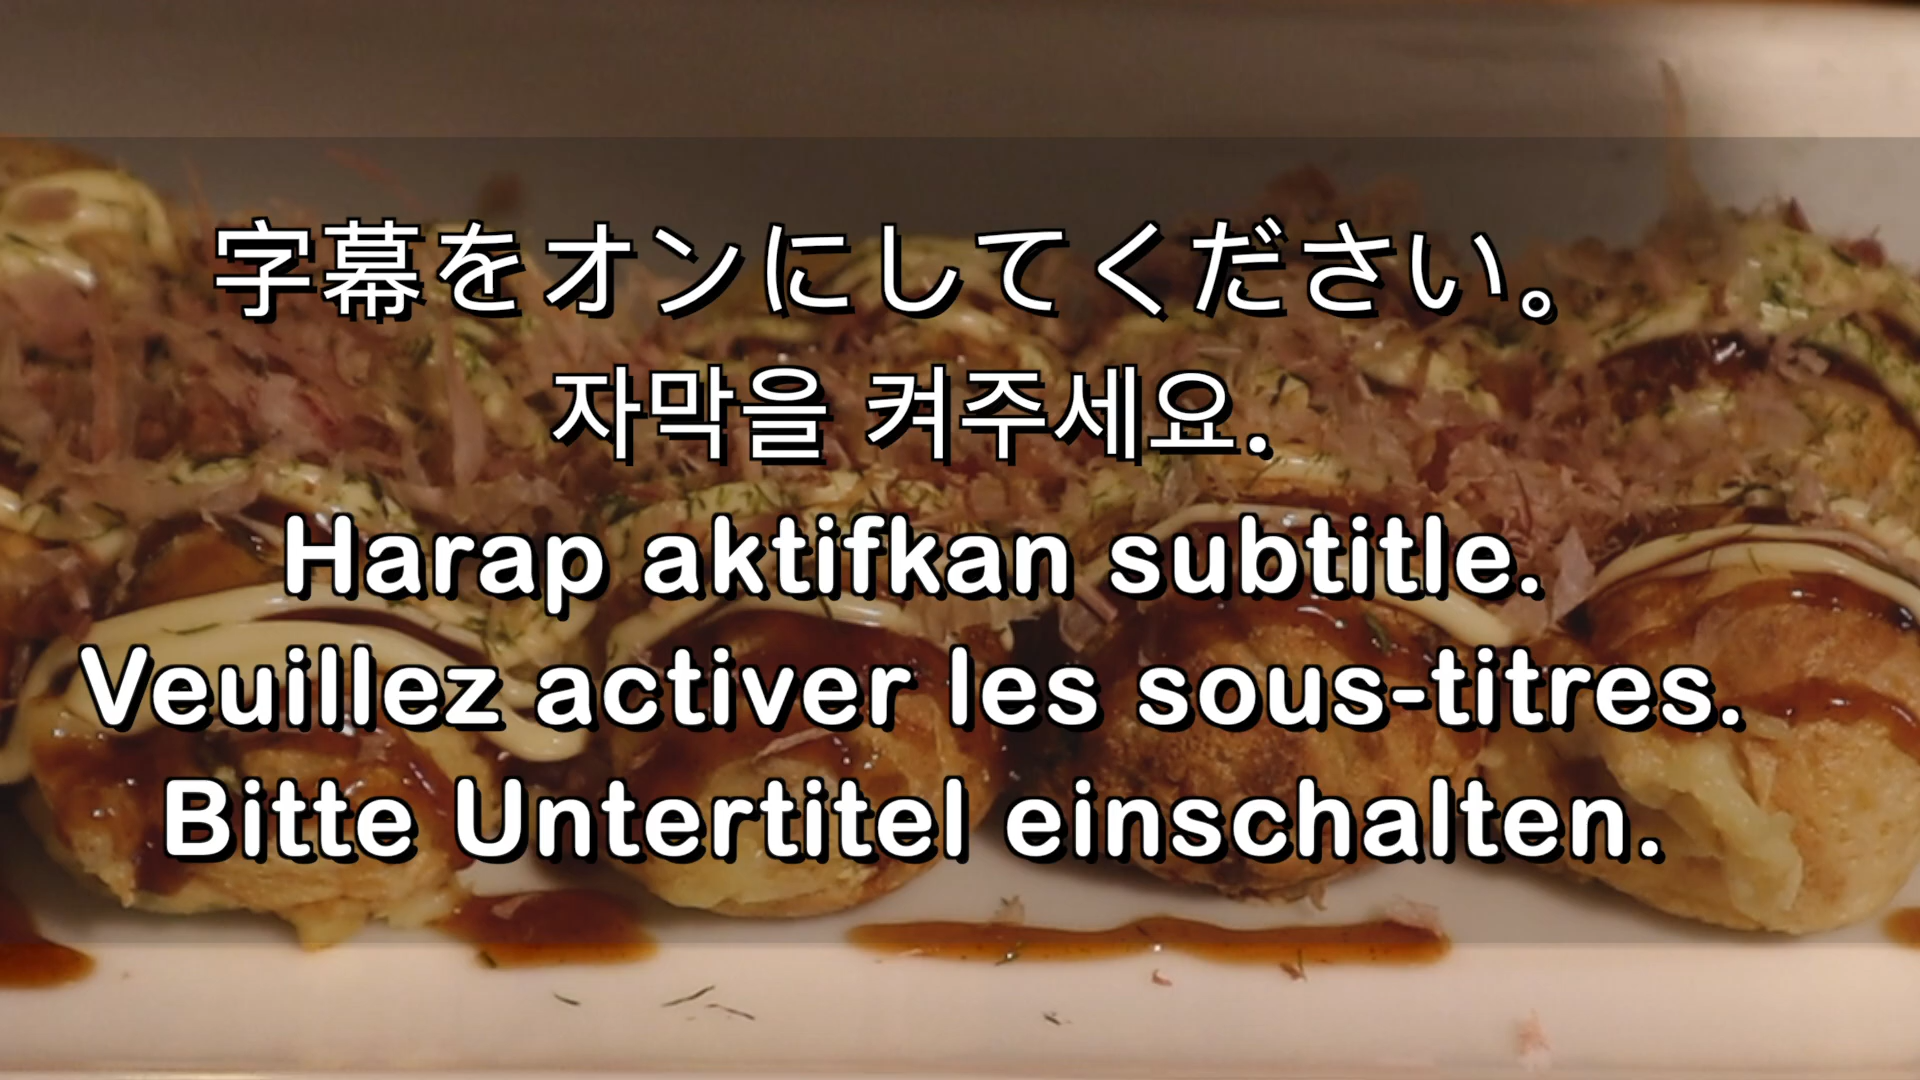 字幕をオンにしてください。
자막을 켜주세요.
Harap aktifkan subtitle.
Veuillez activer les sous-titres.
Bitte Untertitel einschalten.